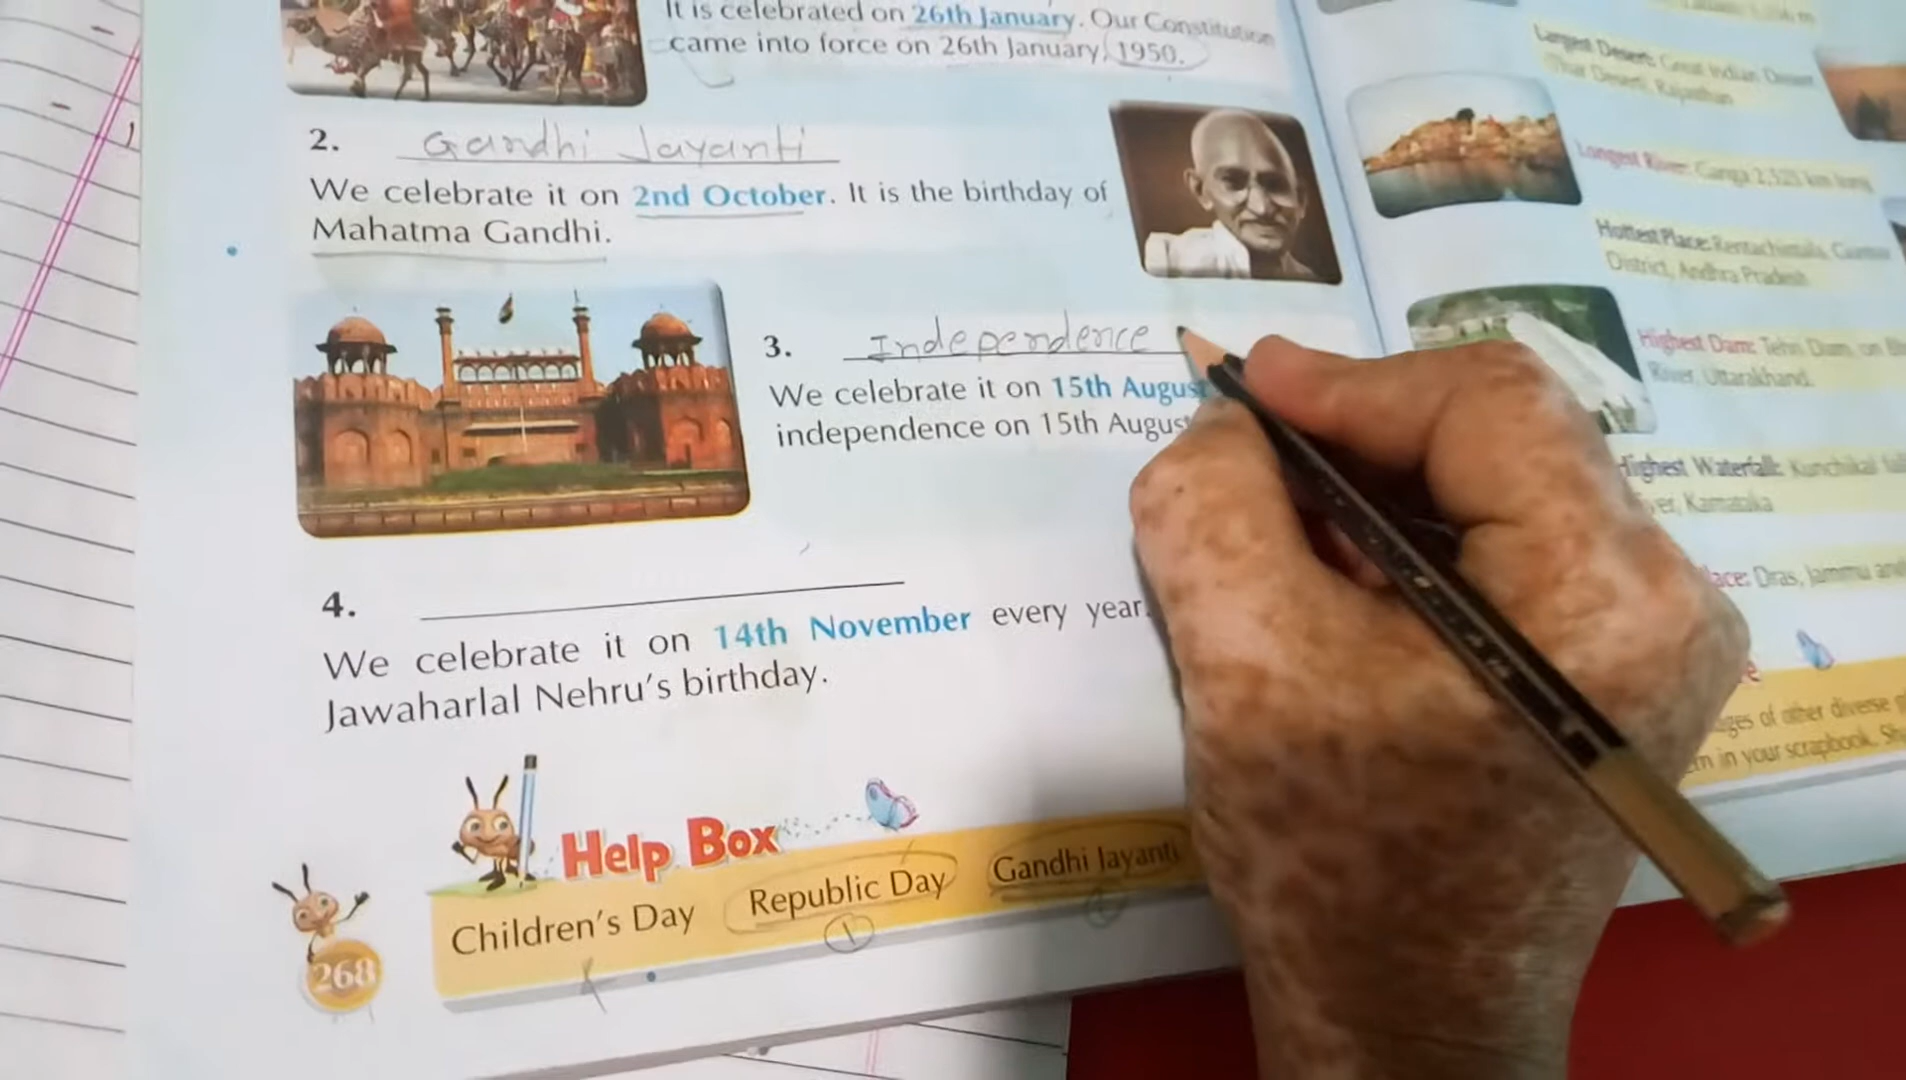 It is celebrated on 26th January. Our Constitution
came into force on 26th January, 1950.
2. Gandhi Jayanti
We celebrate it on 2nd October. It is the birthday of
Mahatma Gandhi.
3. Independence
We celebrate it on 15th August
independence on 15th August
4.
We celebrate it on 14th November every year.
Jawaharlal Nehru's birthday.
Help Box
Children's Day Republic Day Gandhi Jayanti
1
268
Largest Desert: Great Indian Desert
(Thar Desert), Rajasthan
Longest River: Ganga 2,525 km long
Hottest Place: Rentachintala, Guntur
District, Andhra Pradesh
Highest Dam: Tehri Dam, on
River, Uttarakhand.
Highest Waterfall: Kunchikal
Karnataka
Dras, Jammu and
of other diverse
in your scrapbook.